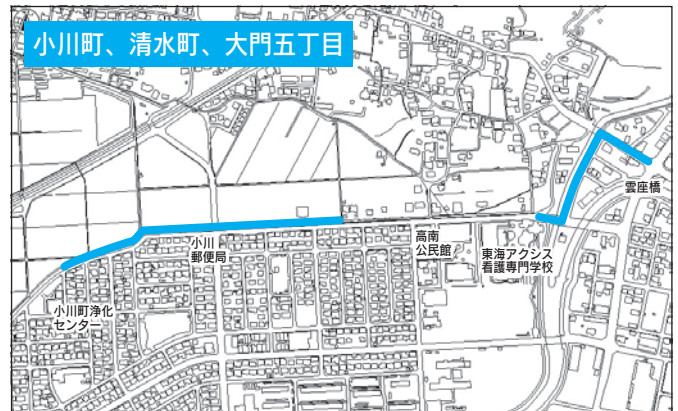 小川町、清水町、大門五丁目
雲座橋
小川
郵便局
高南
公民館
東海アクシス
看護専門学校
小川町浄化
センター